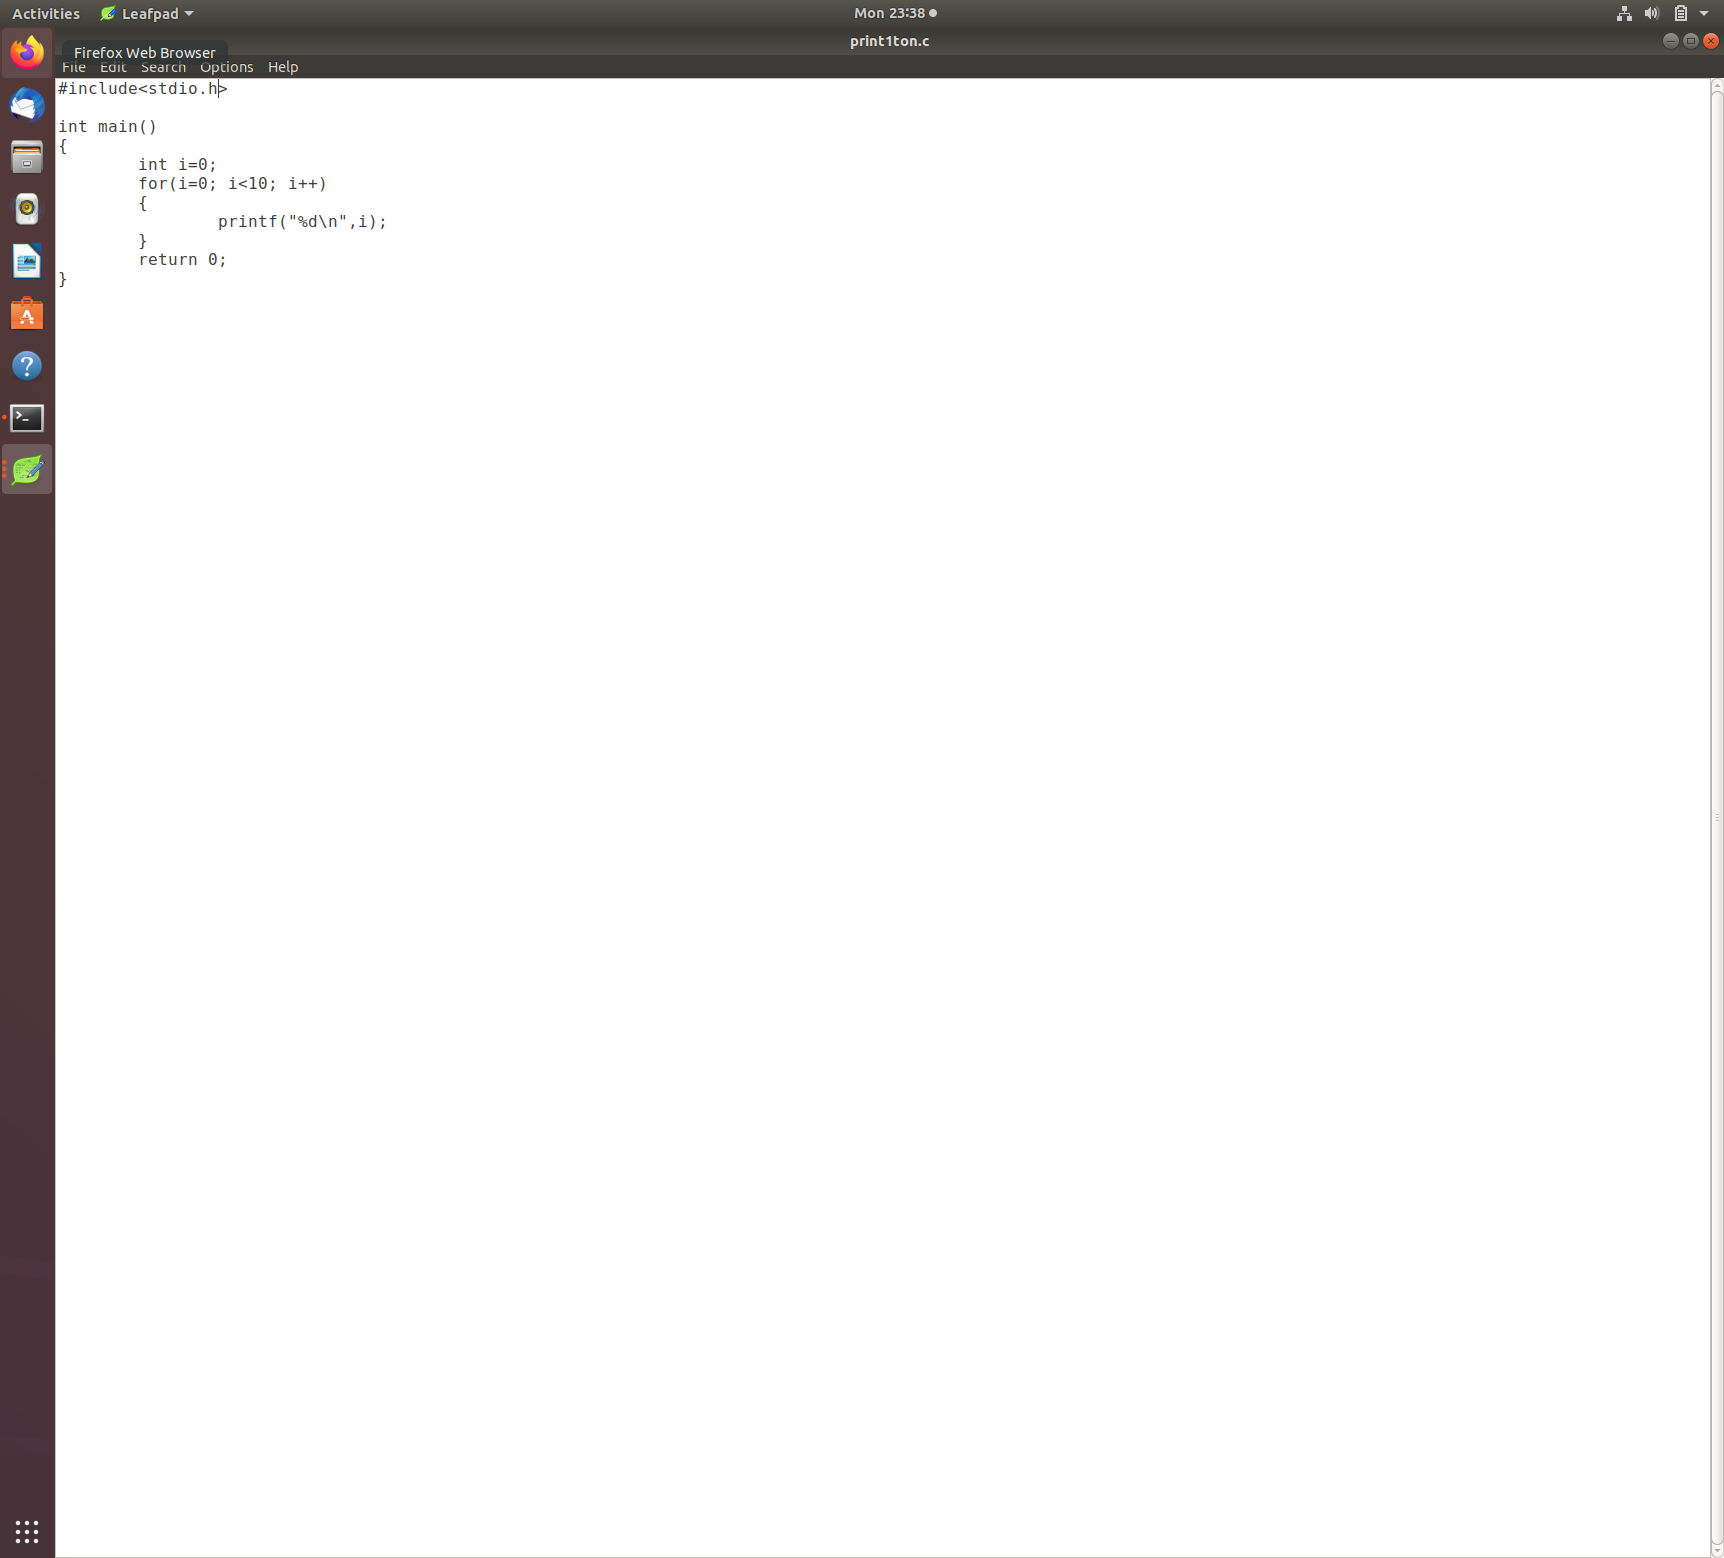 Activities Leafpad Mon 23:38
print1ton.c
Firefox Web Browser
File Edit Search Options Help
#include<stdio.h>
int main()
{
int i=0;
for(i=0; i<10; i++)
{
printf("%d\n",i);
}
return 0;
}